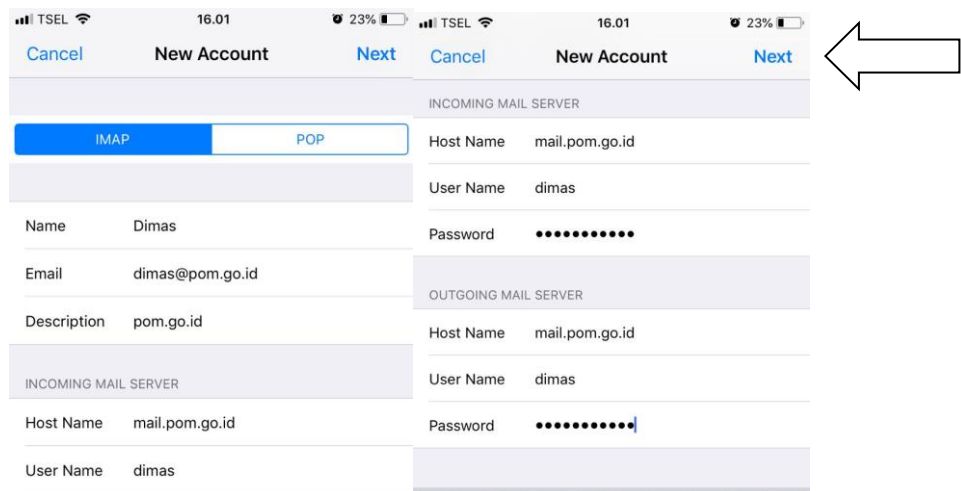 TSEL 16.01 23%
Cancel New Account Next
IMAP POP
Name Dimas
Email dimas@pom.go.id
Description pom.go.id
INCOMING MAIL SERVER
Host Name mail.pom.go.id
User Name dimas
TSEL 16.01 23%
Cancel New Account Next
INCOMING MAIL SERVER
Host Name mail.pom.go.id
User Name dimas
Password •••••••••••
OUTGOING MAIL SERVER
Host Name mail.pom.go.id
User Name dimas
Password •••••••••••